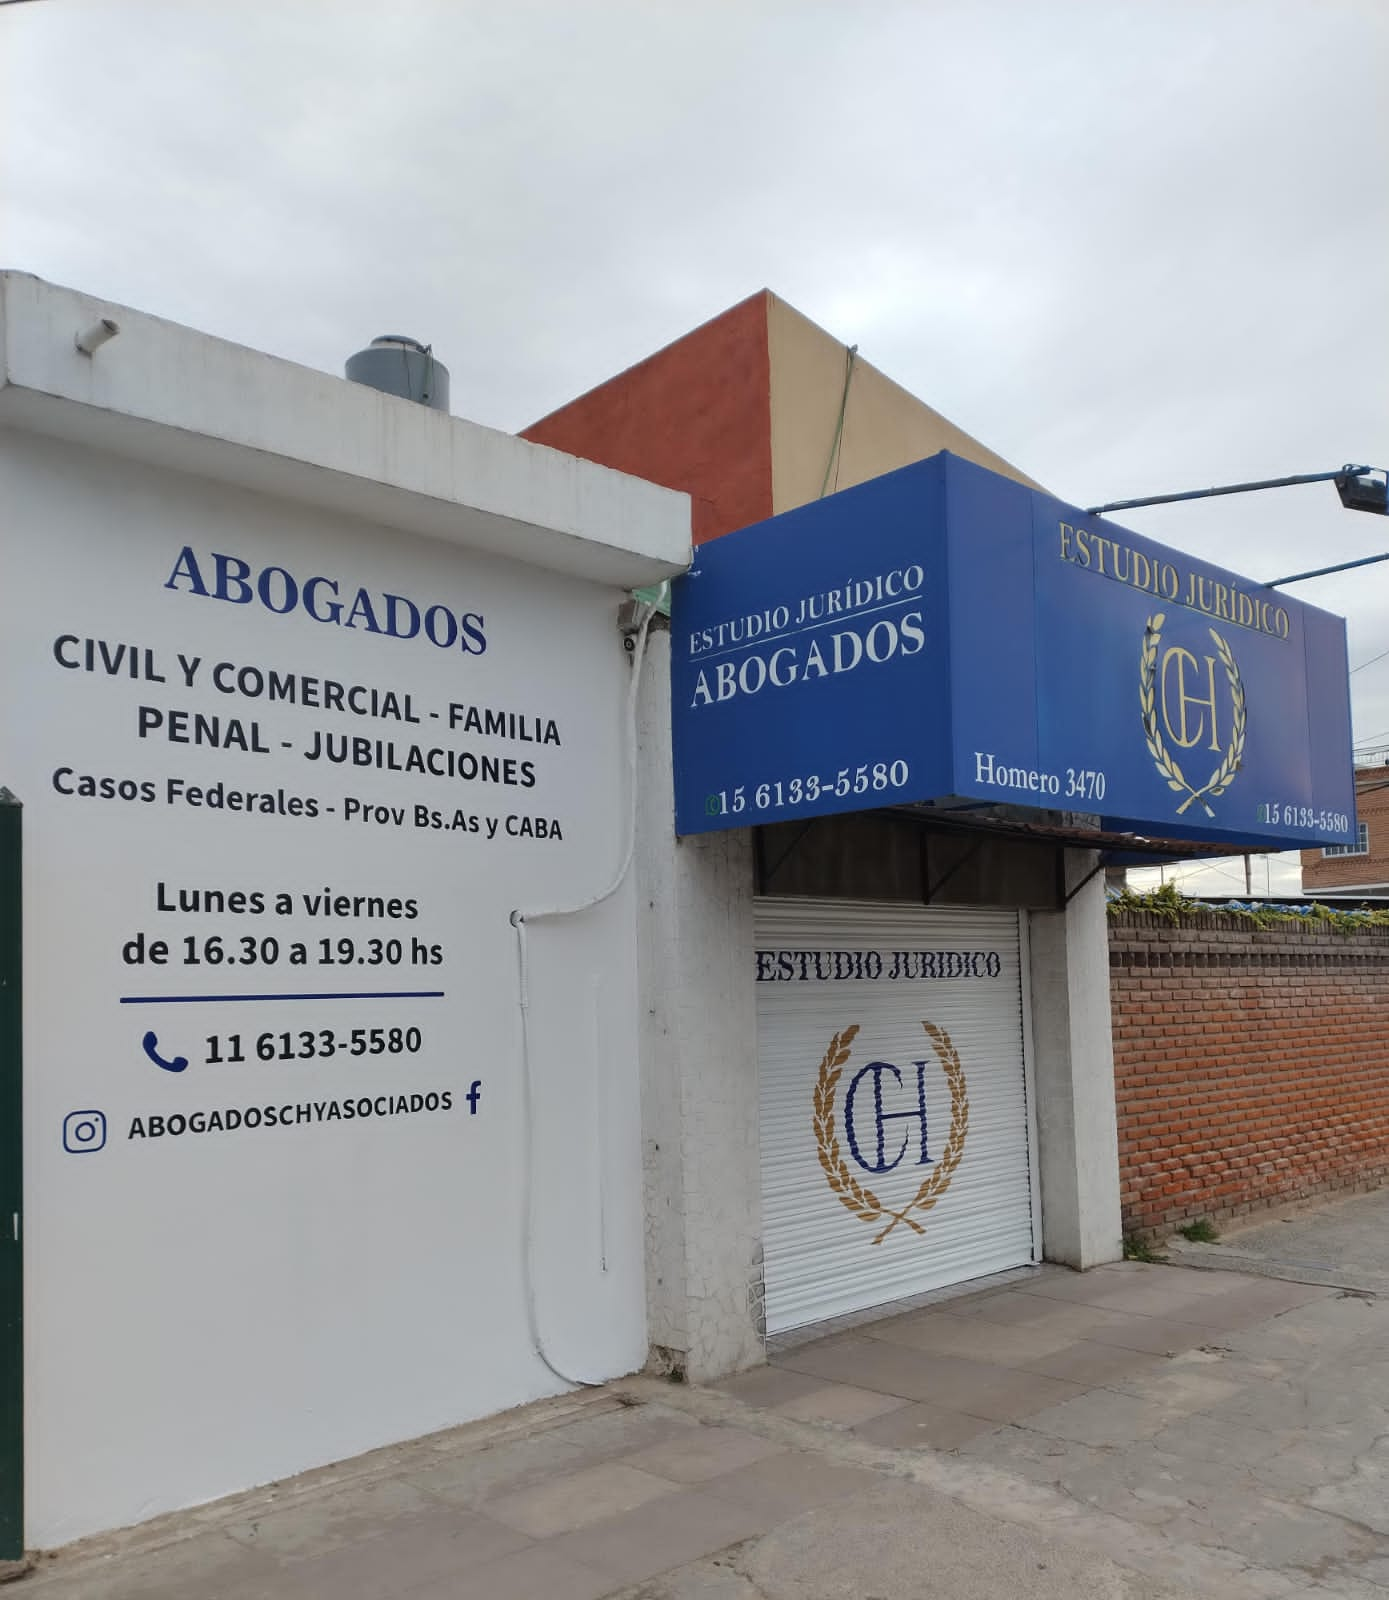 ABOGADOS
CIVIL Y COMERCIAL - FAMILIA
PENAL - JUBILACIONES
Casos Federales - Prov Bs.As y CABA
Lunes a viernes
de 16.30 a 19.30 hs
11 6133-5580
ABOGADOSCHYASOCIADOS
ESTUDIO JURÍDICO
ABOGADOS
15 6133-5580
ESTUDIO JURÍDICO
CH
Homero 3470
15 6133-5580
ESTUDIO JURIDICO
CH